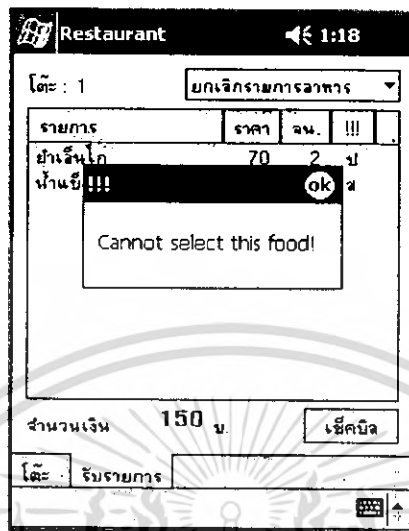 Restaurant 1:18
โต๊ะ : 1 ยกเลิกรายการอาหาร
รายการ ราคา จน. !!!
ยำเอ็นไก่ 70 2 ป
น้ำแข็
!!! ok
Cannot select this food!
จำนวนเงิน 150 บ. เช็คบิล
โต๊ะ รับรายการ